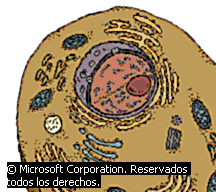 © Microsoft Corporation. Reservados
todos los derechos.